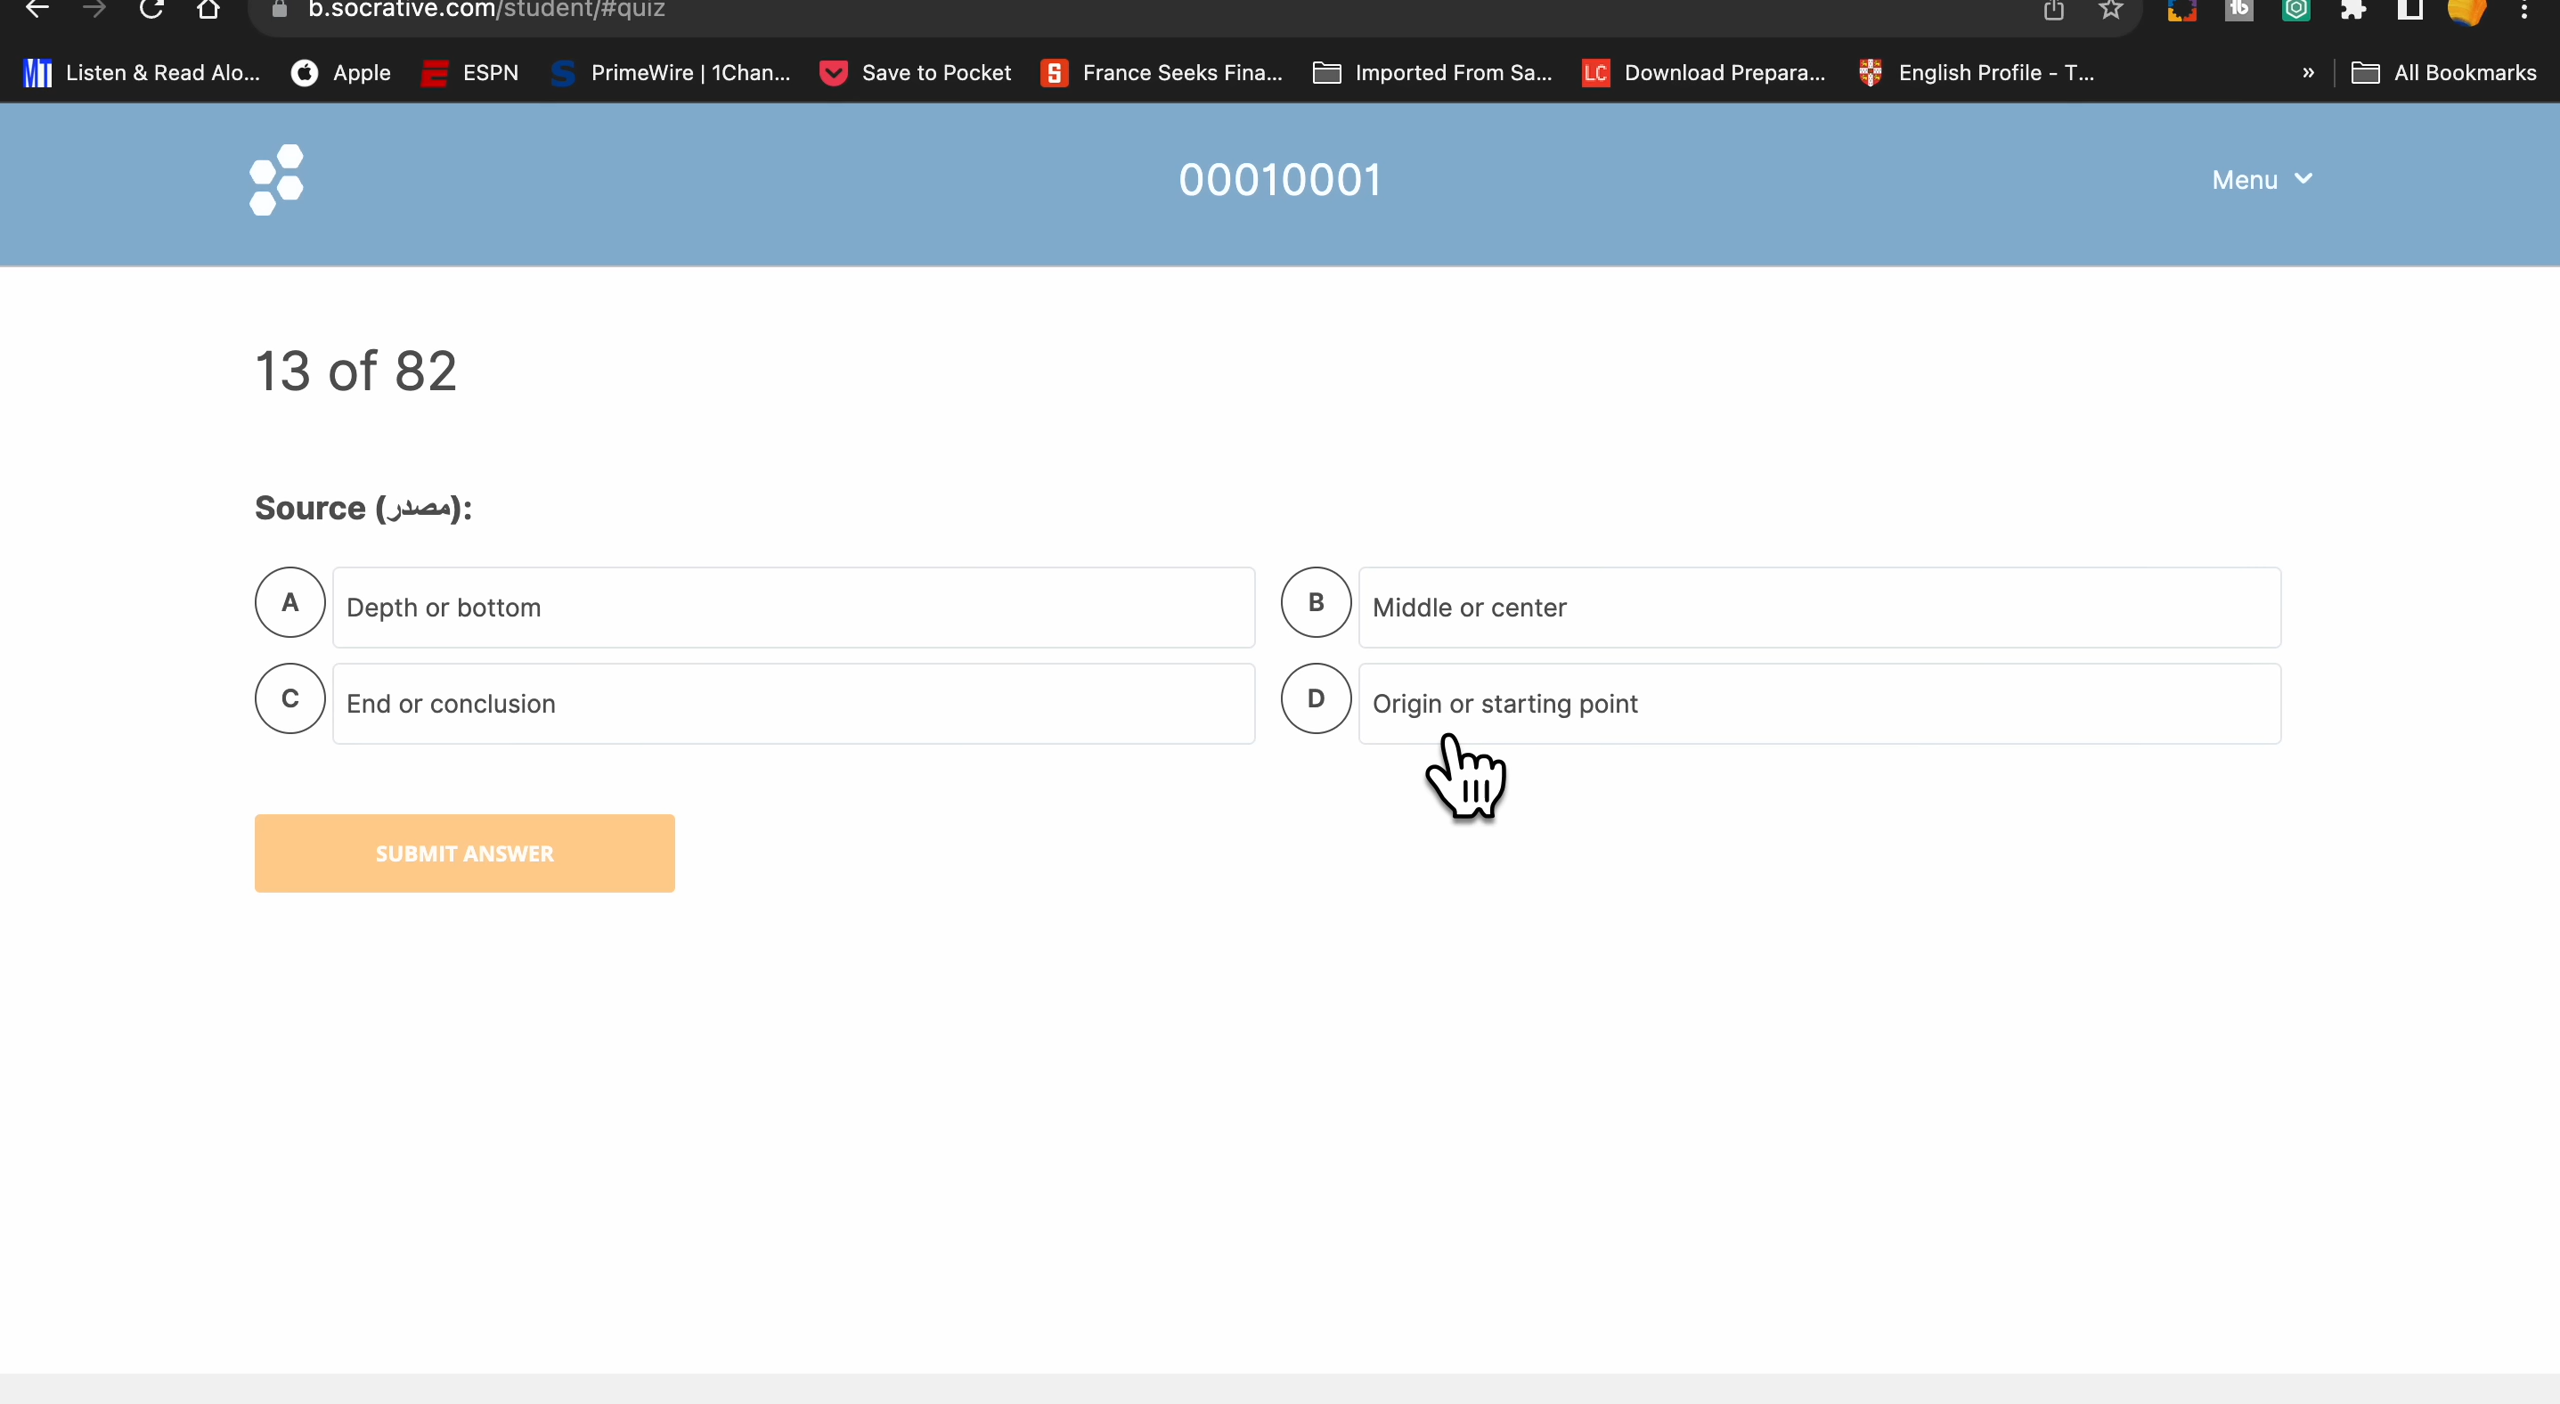 b.socrative.com/student/#quiz
Listen & Read Alo... Apple ESPN PrimeWire | 1Chan... Save to Pocket France Seeks Fina... Imported From Sa... LC Download Prepara... English Profile - T... » All Bookmarks
00010001
Menu
13 of 82
Source (مصدر):
A Depth or bottom
B Middle or center
C End or conclusion
D Origin or starting point
SUBMIT ANSWER